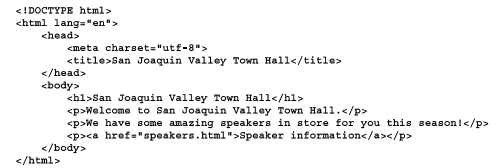 <!DOCTYPE html>
<html lang="en">
    <head>
        <meta charset="utf-8">
        <title>San Joaquin Valley Town Hall</title>
    </head>
    <body>
        <h1>San Joaquin Valley Town Hall</h1>
        <p>Welcome to San Joaquin Valley Town Hall.</p>
        <p>We have some amazing speakers in store for you this season!</p>
        <p><a href="speakers.html">Speaker information</a></p>
    </body>
</html>